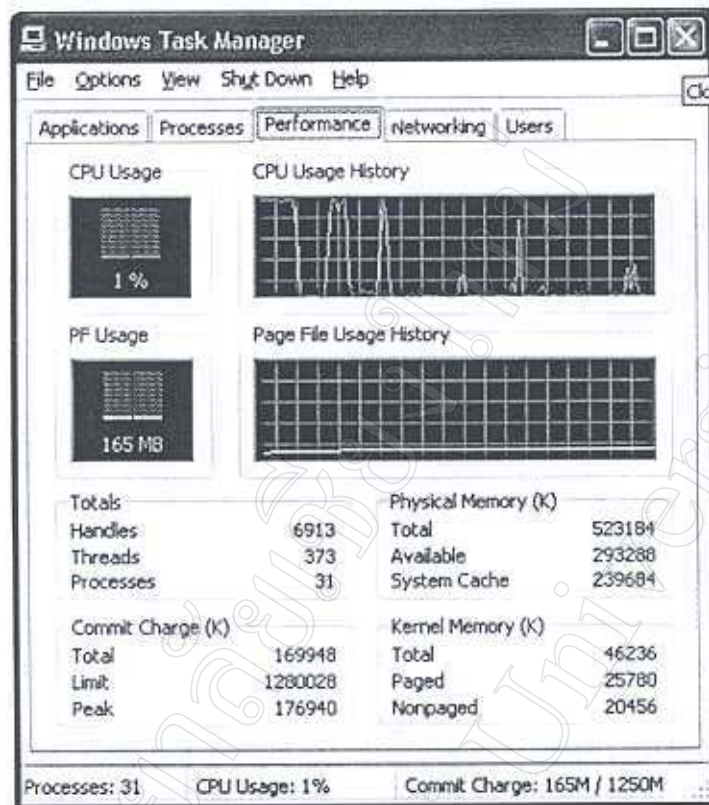 Windows Task Manager
File Options View Shut Down Help
Clo
Applications Processes Performance Networking Users
CPU Usage CPU Usage History
1 %
PF Usage Page File Usage History
165 MB
Totals Physical Memory (K)
Handles 6913 Total 523184
Threads 373 Available 293288
Processes 31 System Cache 239684
Commit Charge (K) Kernel Memory (K)
Total 169948 Total 46236
Limit 1280028 Paged 25780
Peak 176940 Nonpaged 20456
Processes: 31 CPU Usage: 1% Commit Charge: 165M / 1250M